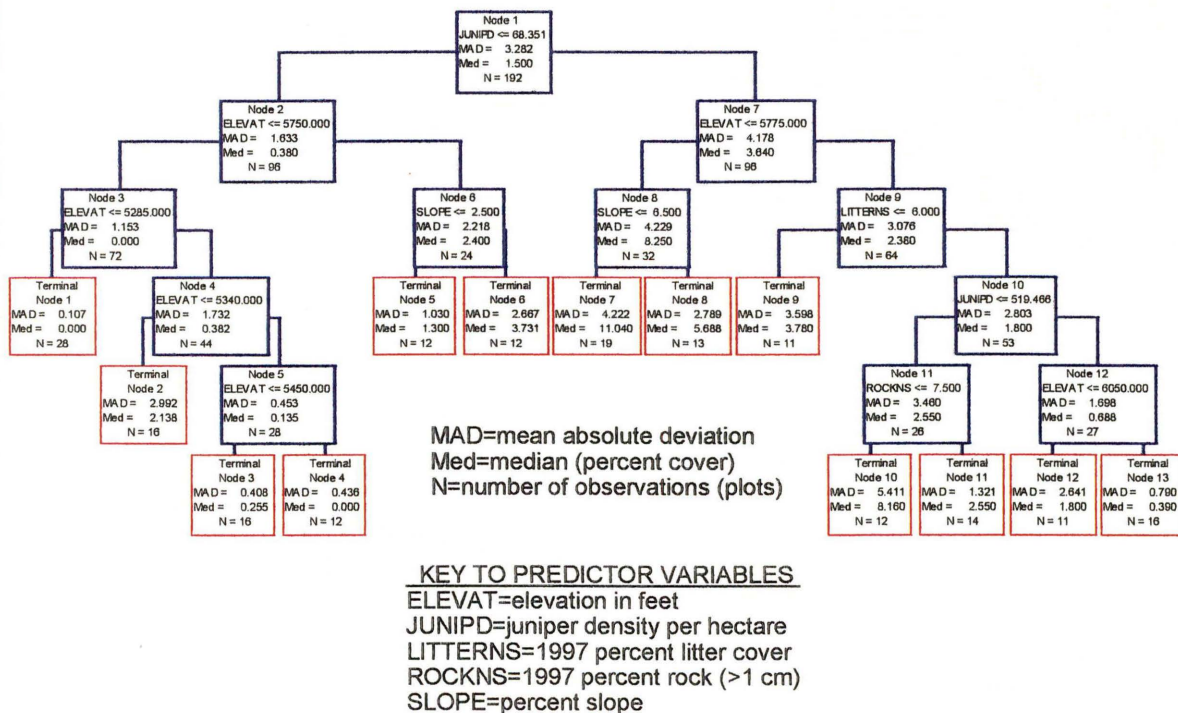 Node 1
JUNIPD <= 68.351
MAD = 3.282
Med = 1.500
N = 192
Node 2
ELEVAT <= 5750.000
MAD = 1.633
Med = 0.380
N = 96
Node 7
ELEVAT <= 5775.000
MAD = 4.178
Med = 3.640
N = 96
Node 3
ELEVAT <= 5285.000
MAD = 1.153
Med = 0.000
N = 72
Node 6
SLOPE <= 2.500
MAD = 2.218
Med = 2.400
N = 24
Node 8
SLOPE <= 6.500
MAD = 4.229
Med = 8.250
N = 32
Node 9
LITTERNS <= 6.000
MAD = 3.076
Med = 2.360
N = 64
Terminal
Node 1
MAD = 0.107
Med = 0.000
N = 28
Node 4
ELEVAT <= 5340.000
MAD = 1.732
Med = 0.382
N = 44
Terminal
Node 5
MAD = 1.030
Med = 1.300
N = 12
Terminal
Node 6
MAD = 2.667
Med = 3.731
N = 12
Terminal
Node 7
MAD = 4.222
Med = 11.040
N = 19
Terminal
Node 8
MAD = 2.789
Med = 5.688
N = 13
Terminal
Node 9
MAD = 3.598
Med = 3.780
N = 11
Node 10
JUNIPD <= 519.466
MAD = 2.803
Med = 1.800
N = 53
Terminal
Node 2
MAD = 2.992
Med = 2.138
N = 16
Node 5
ELEVAT <= 5450.000
MAD = 0.453
Med = 0.135
N = 28
Node 11
ROCKNS <= 7.500
MAD = 3.460
Med = 2.550
N = 26
Node 12
ELEVAT <= 6050.000
MAD = 1.698
Med = 0.688
N = 27
Terminal
Node 3
MAD = 0.408
Med = 0.255
N = 16
Terminal
Node 4
MAD = 0.436
Med = 0.000
N = 12
Terminal
Node 10
MAD = 5.411
Med = 8.160
N = 12
Terminal
Node 11
MAD = 1.321
Med = 2.550
N = 14
Terminal
Node 12
MAD = 2.641
Med = 1.800
N = 11
Terminal
Node 13
MAD = 0.790
Med = 0.390
N = 16
MAD=mean absolute deviation
Med=median (percent cover)
N=number of observations (plots)
KEY TO PREDICTOR VARIABLES
ELEVAT=elevation in feet
JUNIPD=juniper density per hectare
LITTERNS=1997 percent litter cover
ROCKNS=1997 percent rock (>1 cm)
SLOPE=percent slope